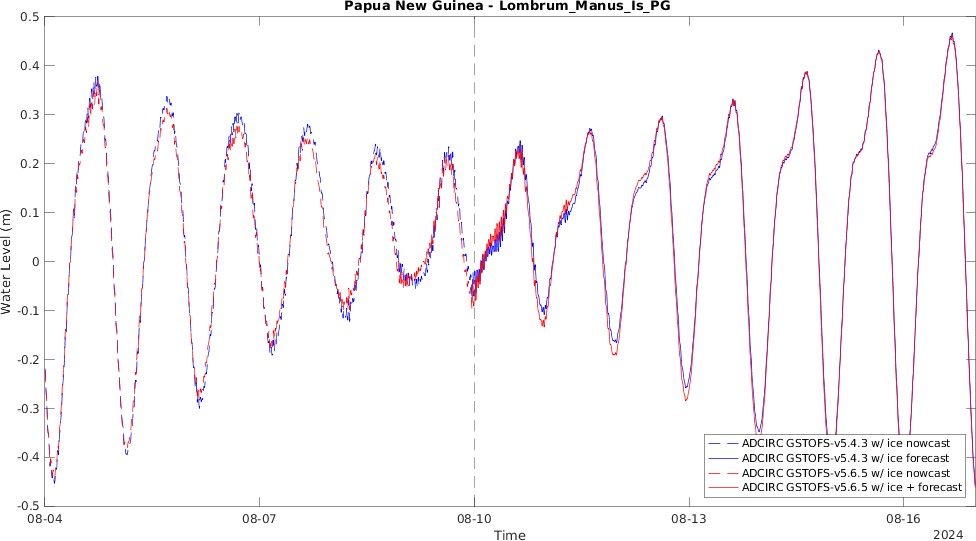 Papua New Guinea - Lombrum_Manus_Is_PG
0.5
0.4
0.3
0.2
0.1
0
-0.1
-0.2
-0.3
-0.4
-0.5
Water Level (m)
ADCIRC GSTOFS-v5.4.3 w/ ice nowcast
ADCIRC GSTOFS-v5.4.3 w/ ice forecast
ADCIRC GSTOFS-v5.6.5 w/ ice nowcast
ADCIRC GSTOFS-v5.6.5 w/ ice + forecast
08-04 08-07 08-10 08-13 08-16
Time
2024